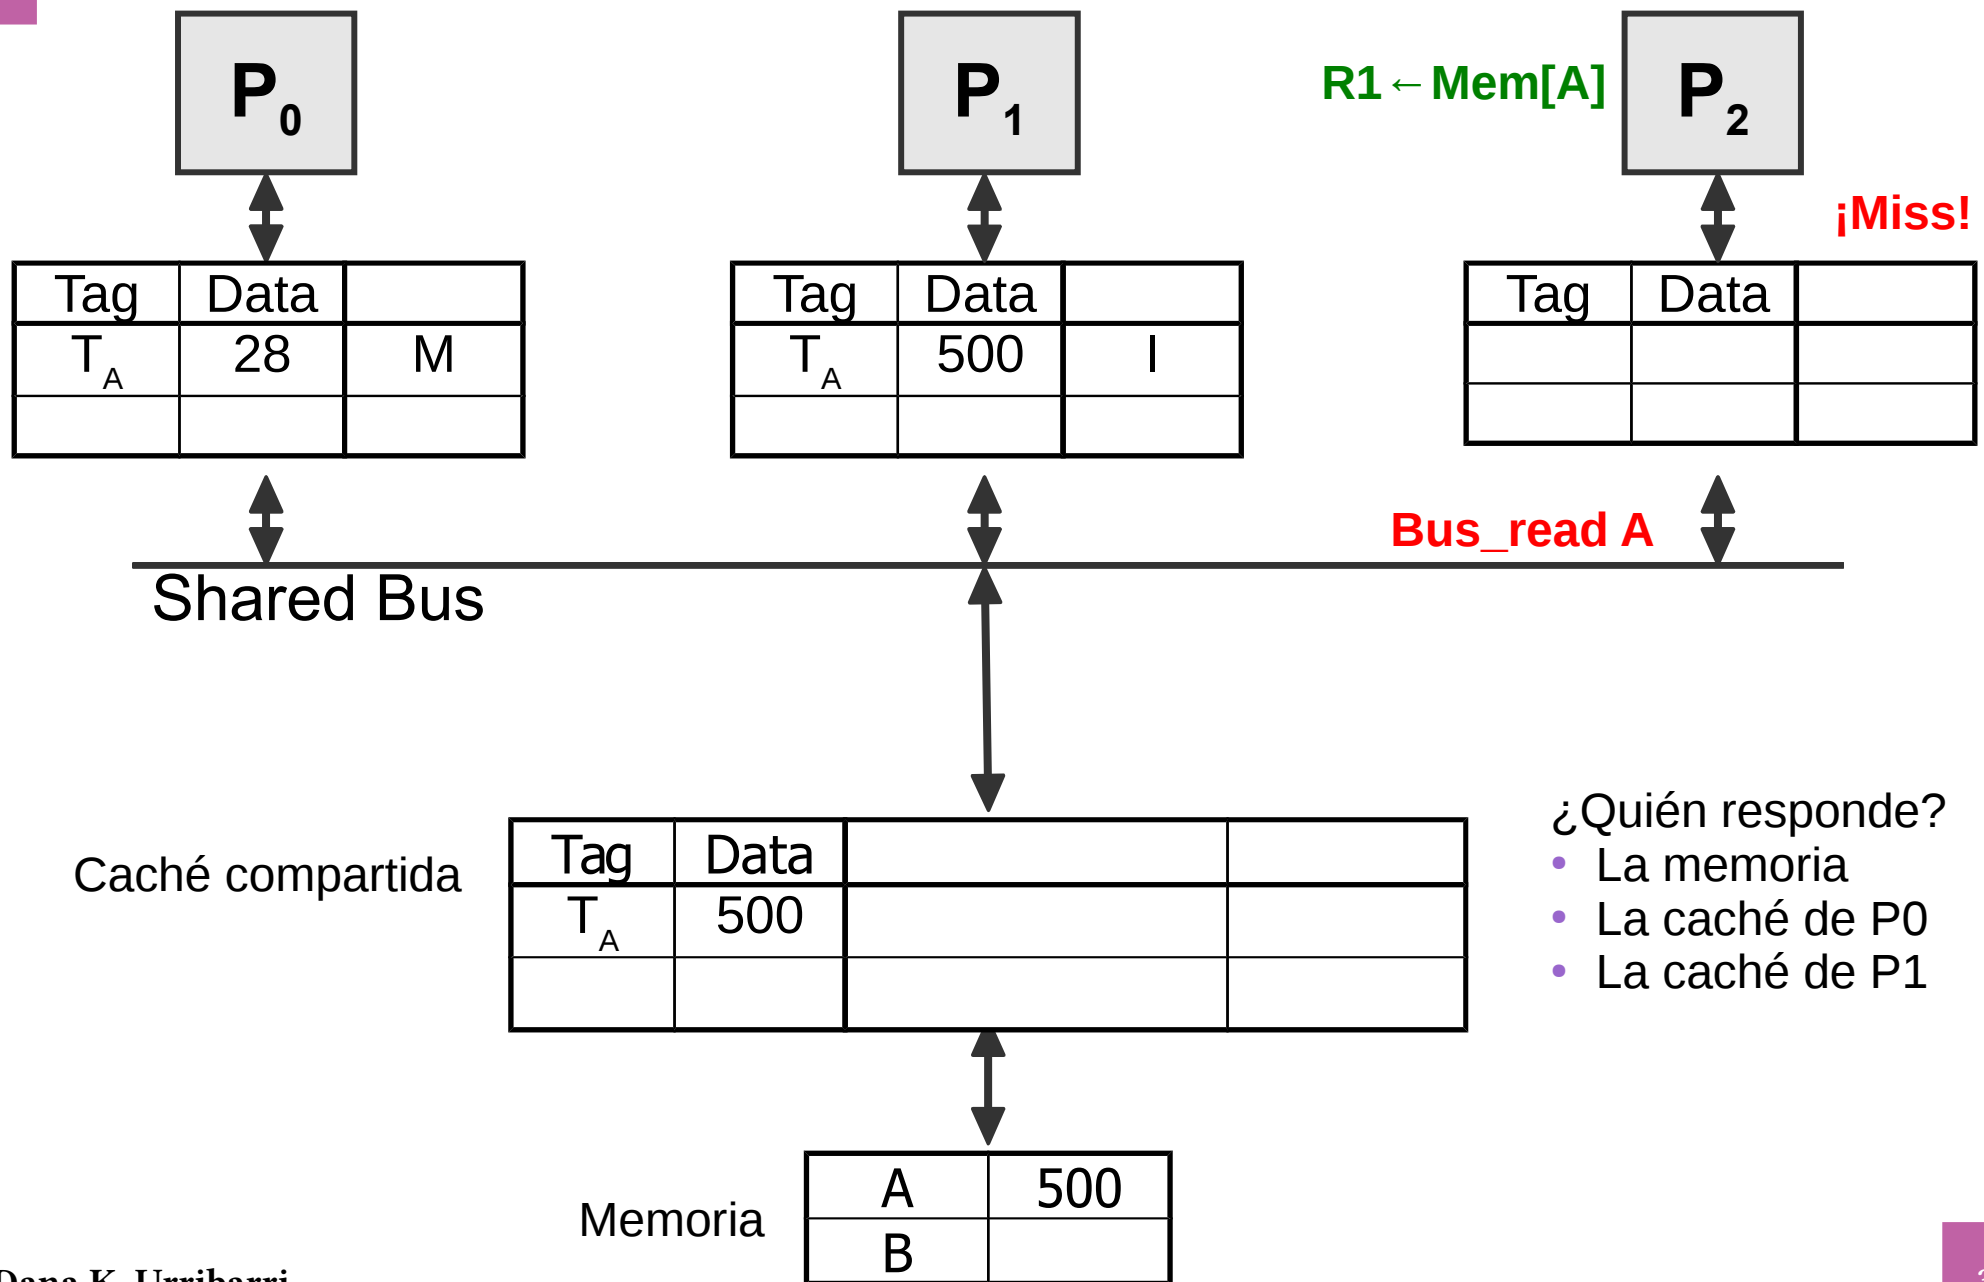 P0
P1
R1←Mem[A]
P2
¡Miss!
Tag Data
TA 28 M
Tag Data
TA 500 I
Tag Data
Bus_read A
Shared Bus
Caché compartida
Tag Data
TA 500
¿Quién responde?
• La memoria
• La caché de P0
• La caché de P1
Memoria
A 500
B
Dana K. Urribarri